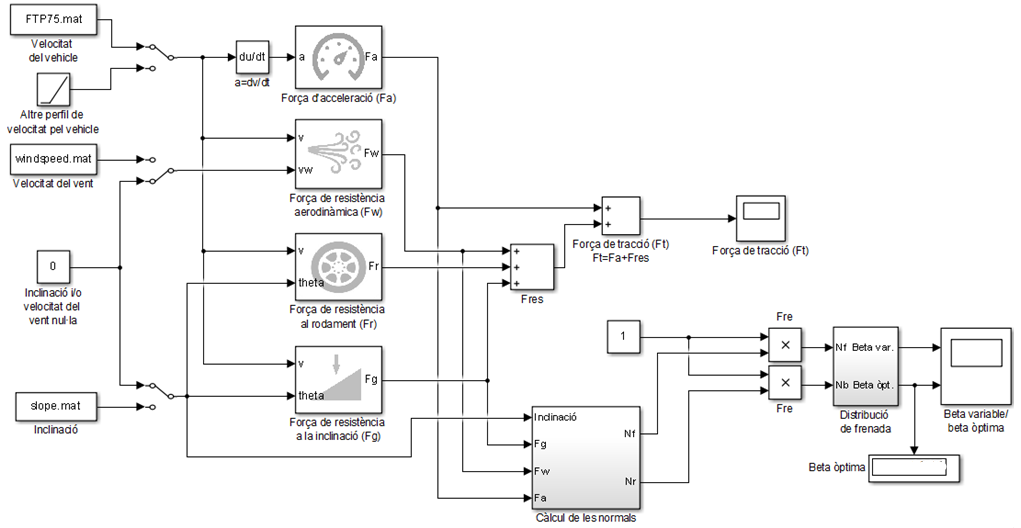 FTP75.mat
Velocitat
del vehicle
Altre perfil de
velocitat pel vehicle
windspeed.mat
Velocitat del vent
0
Inclinació i/o
velocitat del
vent nul·la
slope.mat
Inclinació
du/dt
a=dv/dt
a
Fa
Força d'acceleració (Fa)
v
vw
Fw
Força de resistència
aerodinàmica (Fw)
v
theta
Fr
Força de resistència
al rodament (Fr)
v
theta
Fg
Força de resistència
a la inclinació (Fg)
+
+
+
Fres
+
+
Força de tracció (Ft)
Ft=Fa+Fres
Força de tracció (Ft)
1
Inclinació
Fg
Fw
Fa
Nf
Nr
Càlcul de les normals
Fre
×
×
Fre
Nf Beta var.
Nb Beta òpt.
Distribució
de frenada
Beta variable/
beta òptima
Beta òptima